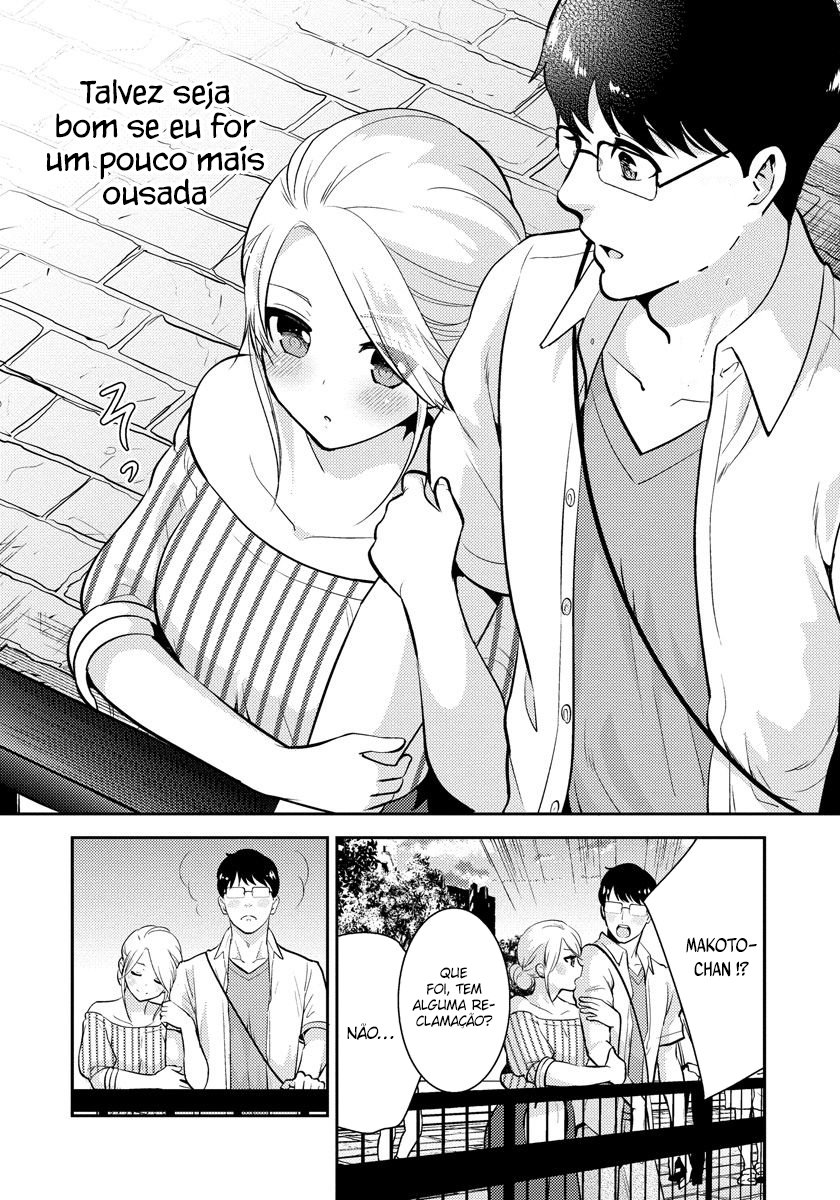 Talvez seja
bom se eu for
um pouco mais
ousada
MAKOTO-
CHAN !?
QUE
FOI, TEM
ALGUMA RE-
CLAMAÇÃO?
NÃO...